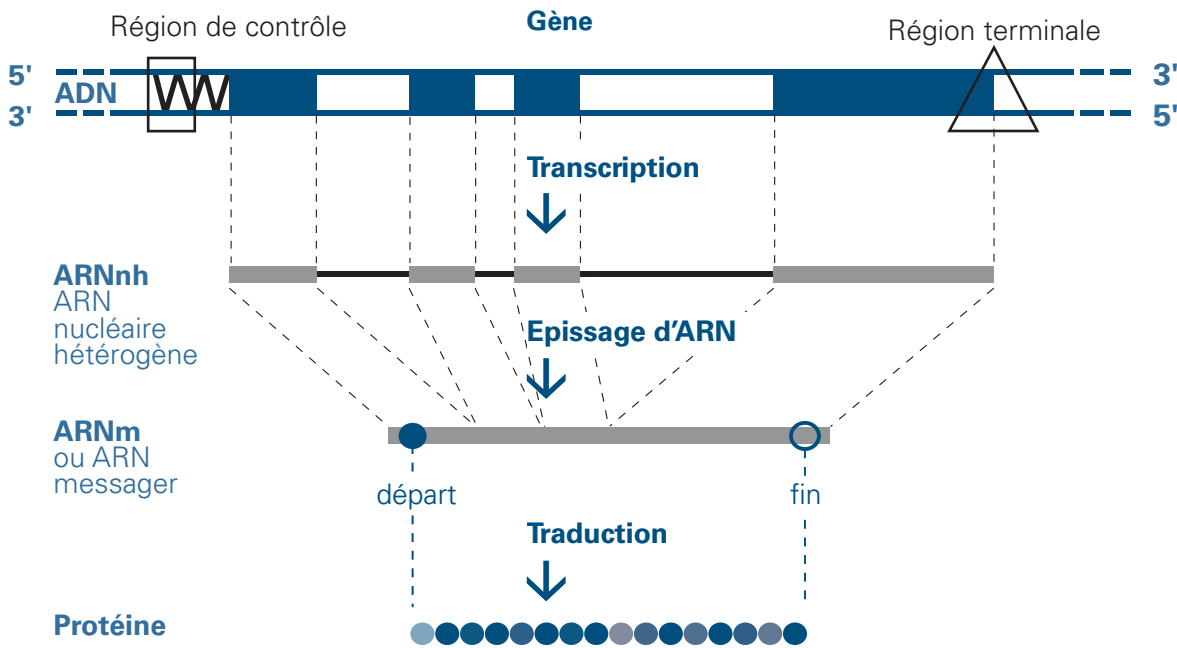 Gène
Région de contrôle
Région terminale
5'
3'
ADN
3'
5'
Transcription
ARNnh
ARN
nucléaire
hétérogène
Epissage d'ARN
ARNm
ou ARN
messager
départ
fin
Traduction
Protéine